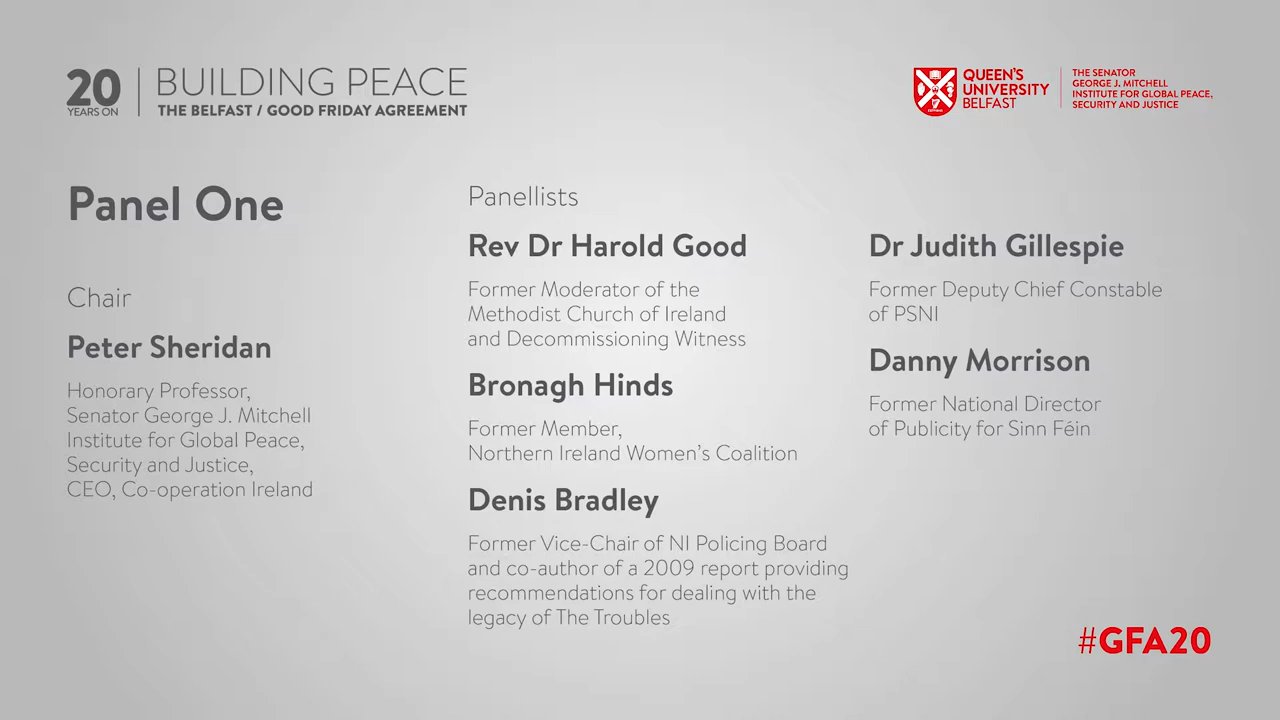 20
YEARS ON
BUILDING PEACE
THE BELFAST / GOOD FRIDAY AGREEMENT
QUEEN'S
UNIVERSITY
BELFAST
THE SENATOR
GEORGE J. MITCHELL
INSTITUTE FOR GLOBAL PEACE,
SECURITY AND JUSTICE
Panel One
Chair
Peter Sheridan
Honorary Professor,
Senator George J. Mitchell
Institute for Global Peace,
Security and Justice,
CEO, Co-operation Ireland
Panellists
Rev Dr Harold Good
Former Moderator of the
Methodist Church of Ireland
and Decommissioning Witness
Bronagh Hinds
Former Member,
Northern Ireland Women's Coalition
Denis Bradley
Former Vice-Chair of NI Policing Board
and co-author of a 2009 report providing
recommendations for dealing with the
legacy of The Troubles
Dr Judith Gillespie
Former Deputy Chief Constable
of PSNI
Danny Morrison
Former National Director
of Publicity for Sinn Féin
#GFA20